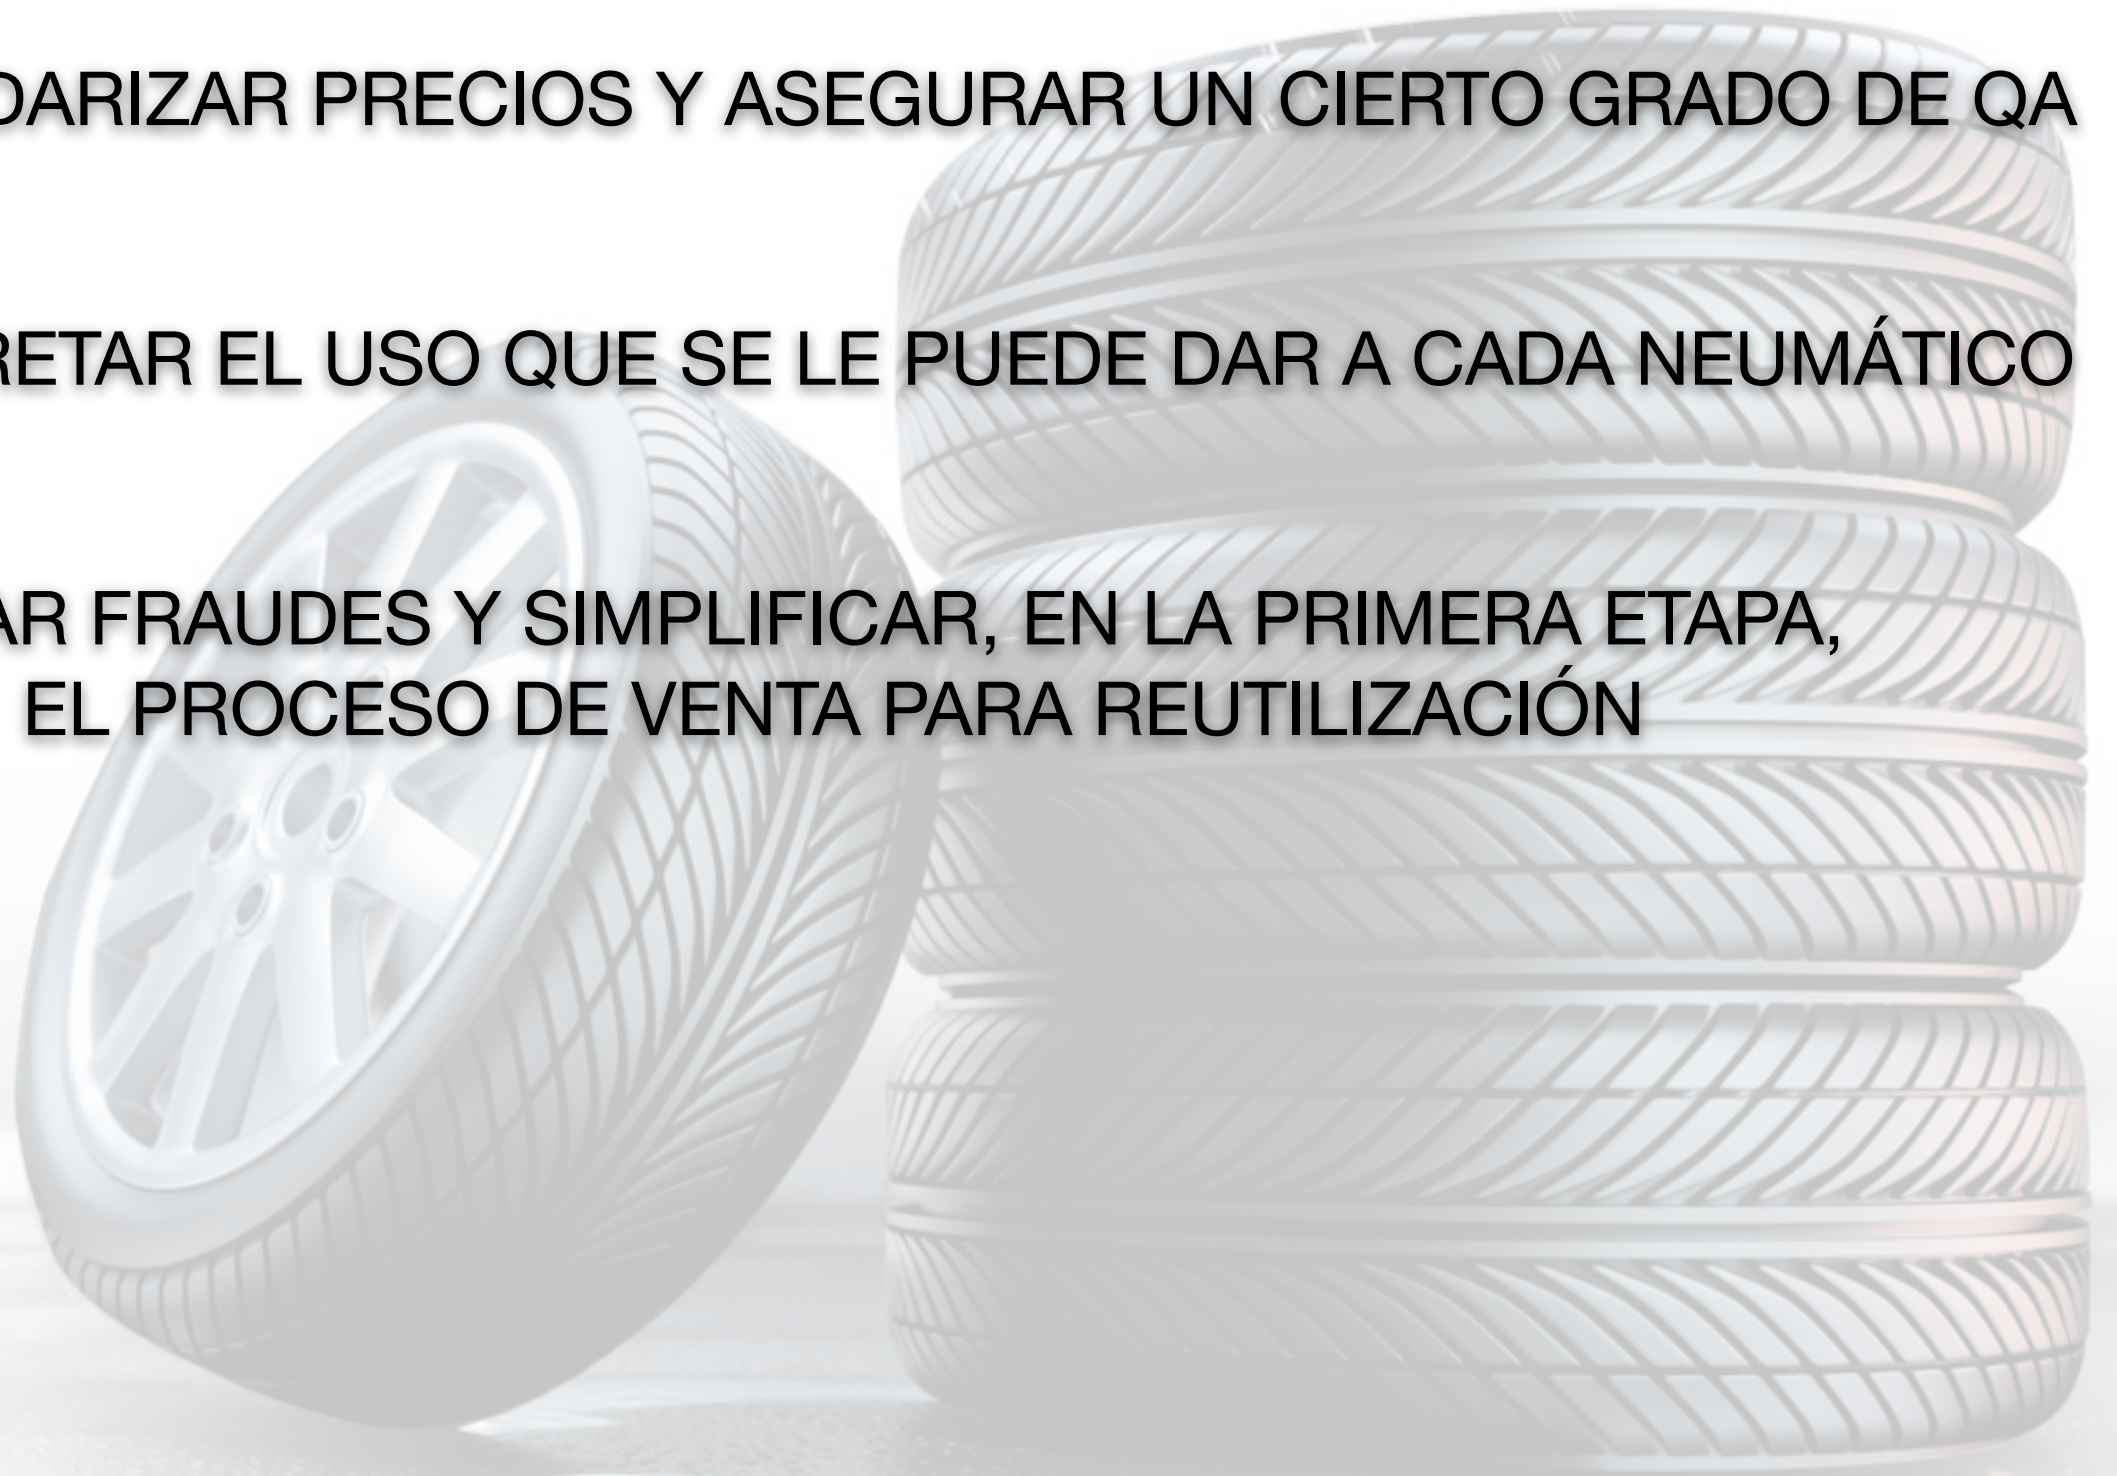 DARIZAR PRECIOS Y ASEGURAR UN CIERTO GRADO DE QA
RETAR EL USO QUE SE LE PUEDE DAR A CADA NEUMÁTICO
AR FRAUDES Y SIMPLIFICAR, EN LA PRIMERA ETAPA,
EL PROCESO DE VENTA PARA REUTILIZACIÓN